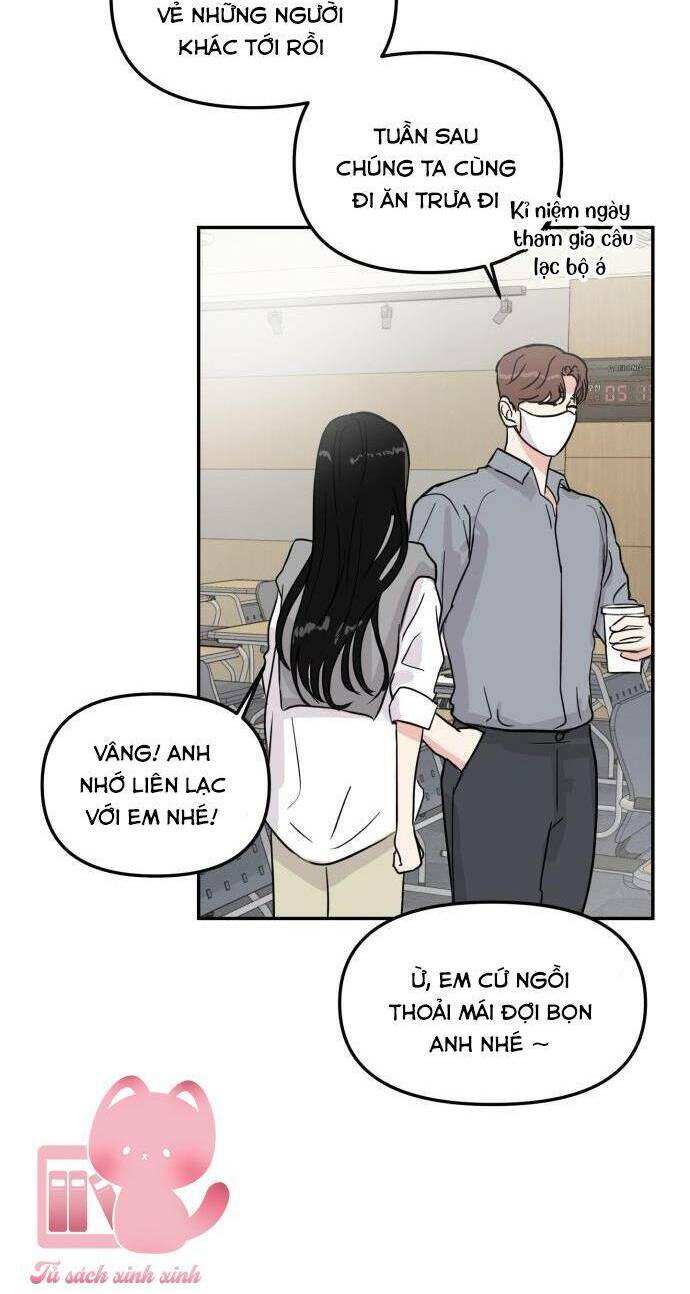 VẺ NHỮNG NGƯỜI
KHÁC TỚI RỒI
TUẦN SAU
CHÚNG TA CÙNG
ĐI ĂN TRƯA ĐI
Kỉ niệm ngày
tham gia câu
lạc bộ á
VÂNG! ANH
NHỚ LIÊN LẠC
VỚI EM NHÉ!
Ừ, EM CỨ NGỒI
THOẢI MÁI ĐỢI BỌN
ANH NHÉ ~
Tủ sách xinh xinh